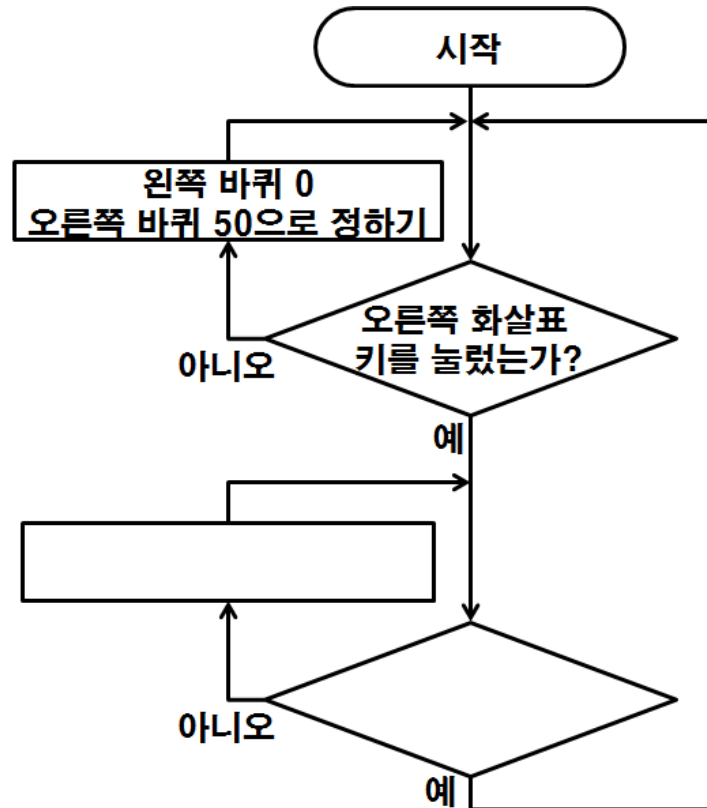 시작
왼쪽 바퀴 0
오른쪽 바퀴 50으로 정하기
오른쪽 화살표
키를 눌렀는가?
아니오
예
아니오
예